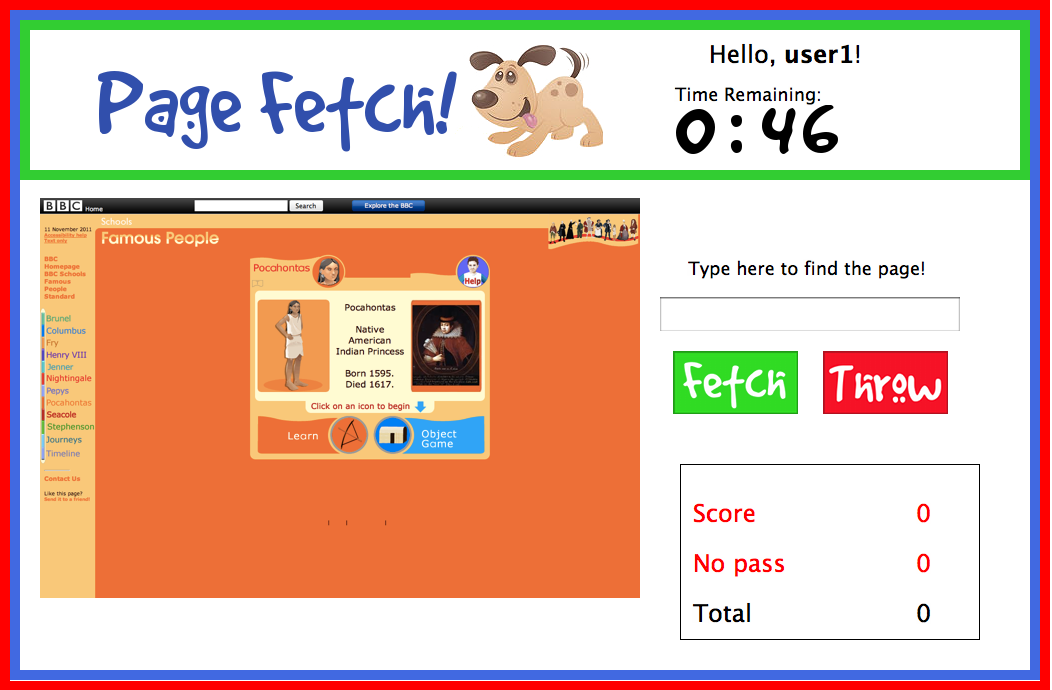 Page Fetch!
Hello, user1!
Time Remaining:
0:46
BBC Home
Search
Explore the BBC
11 November 2011
Accessibility help
Text only
BBC
Homepage
BBC Schools
Famous
People
Standard
Brunel
Columbus
Fry
Henry VIII
Jenner
Nightingale
Pepys
Pocahontas
Seacole
Stephenson
Journeys
Timeline
Contact Us
Like this page?
Send it to a friend!
Schools
Famous People
Pocahontas
Help
Pocahontas
Native
American
Indian Princess
Born 1595.
Died 1617.
Click on an icon to begin
Learn
Object
Game
Type here to find the page!
Fetch
Throw
Score 0
No pass 0
Total 0